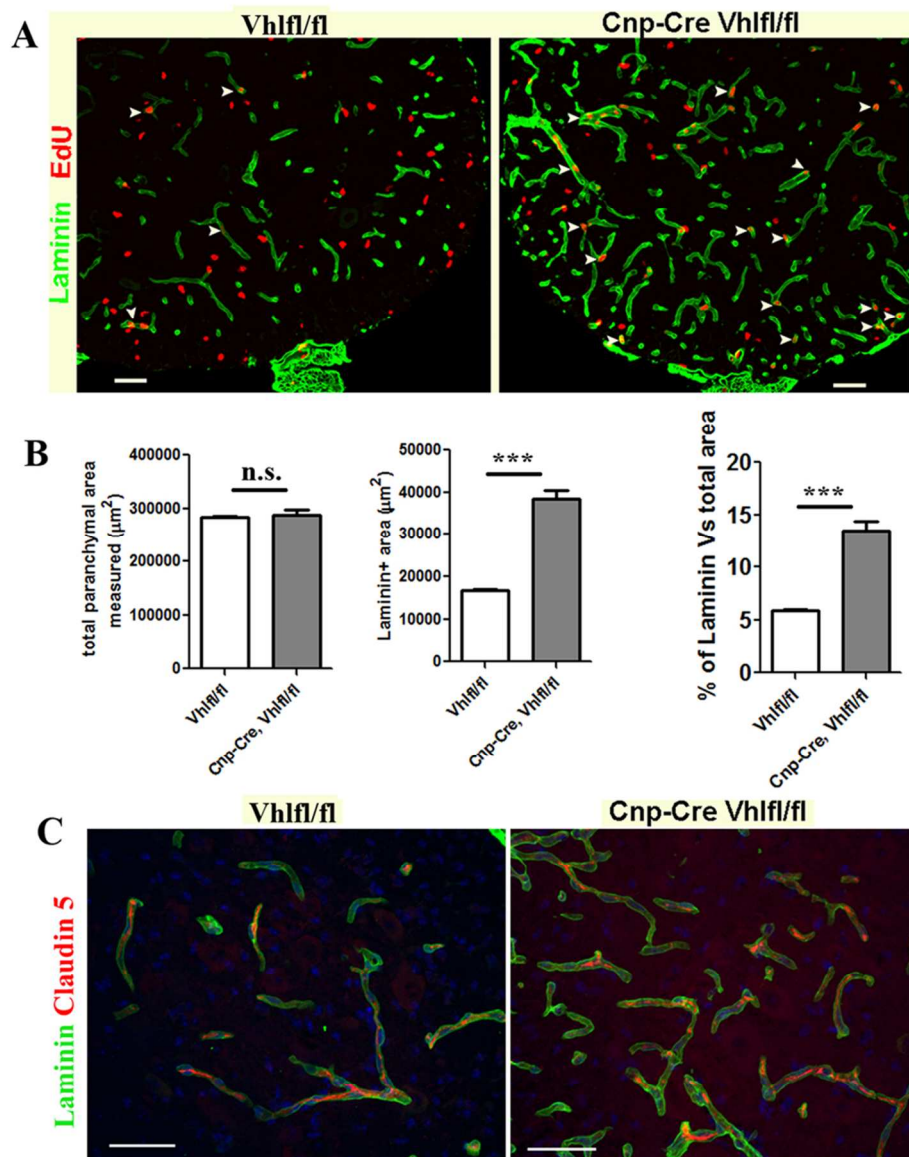 A
Vhlfl/fl
Cnp-Cre Vhlfl/fl
Laminin EdU
B
total paranchymal area
measured (µm²)
400000
300000
200000
100000
0
n.s.
Vhlfl/fl
Cnp-Cre, Vhlfl/fl
Laminin+ area (µm²)
50000
40000
30000
20000
10000
0
***
Vhlfl/fl
Cnp-Cre, Vhlfl/fl
% of Laminin Vs total area
20
15
10
5
0
***
Vhlfl/fl
Cnp-Cre, Vhlfl/fl
C
Vhlfl/fl
Cnp-Cre Vhlfl/fl
Laminin Claudin 5